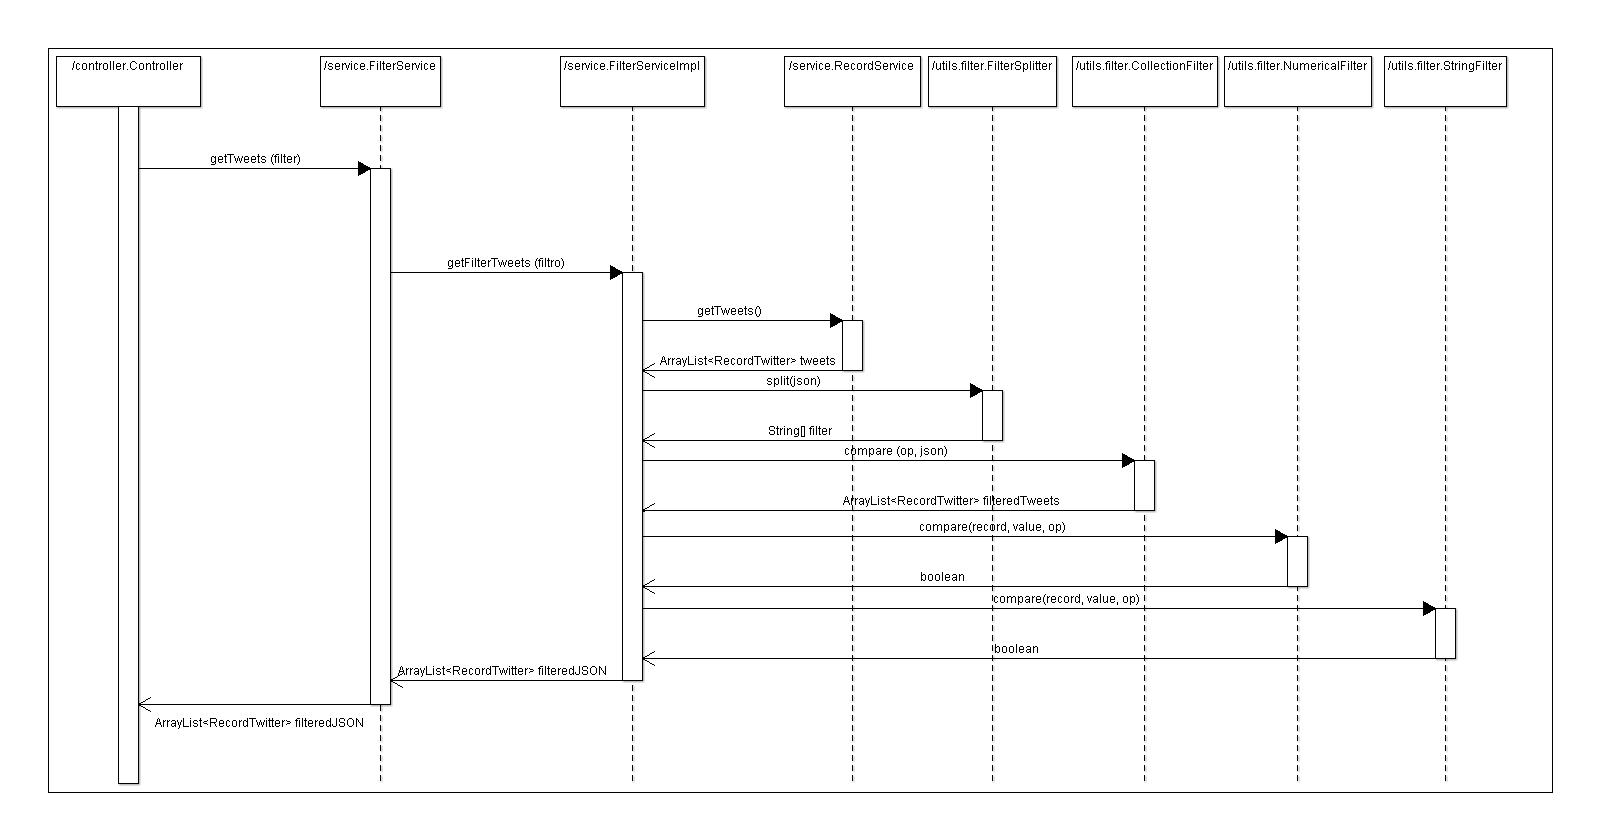 /controller.Controller
/service.FilterService
/service.FilterServiceImpl
/service.RecordService
/utils.filter.FilterSplitter
/utils.filter.CollectionFilter
/utils.filter.NumericalFilter
/utils.filter.StringFilter
getTweets (filter)
getFilterTweets (filtro)
getTweets()
ArrayList<RecordTwitter> tweets
split(json)
String[] filter
compare (op, json)
ArrayList<RecordTwitter> filteredTweets
compare(record, value, op)
boolean
compare(record, value, op)
boolean
ArrayList<RecordTwitter> filteredJSON
ArrayList<RecordTwitter> filteredJSON